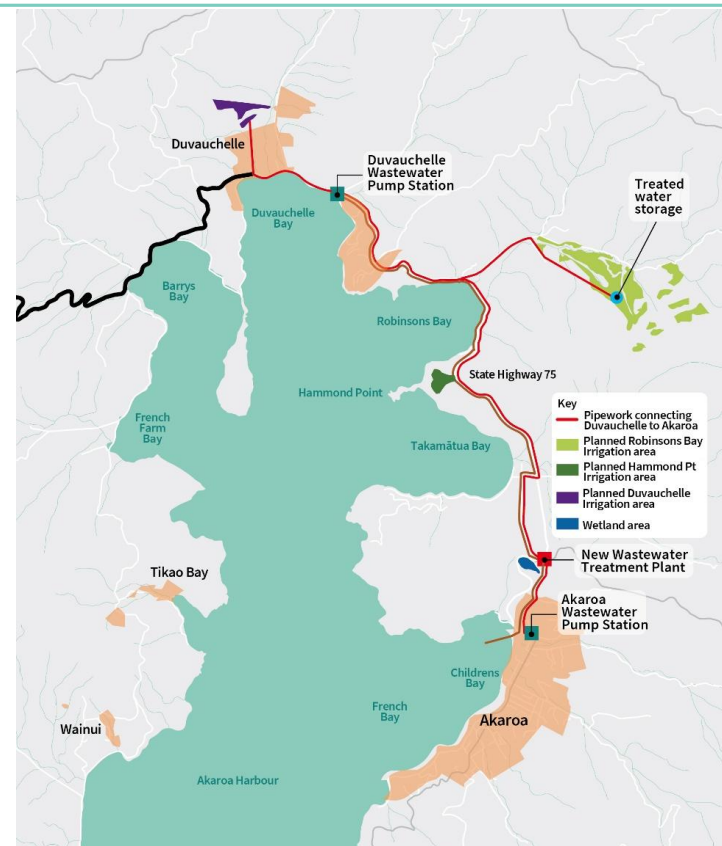 Duvauchelle
Duvauchelle
Wastewater
Pump Station
Treated
water
storage
Duvauchelle
Bay
Barrys
Bay
Robinsons Bay
State Highway 75
Hammond Point
French
Farm
Bay
Takamātua Bay
Key
Pipework connecting
Duvauchelle to Akaroa
Planned Robinsons Bay
Irrigation area
Planned Hammond Pt
Irrigation area
Planned Duvauchelle
Irrigation area
Wetland area
New Wastewater
Treatment Plant
Tikao Bay
Akaroa
Wastewater
Pump Station
Childrens
Bay
French
Bay
Akaroa
Wainui
Akaroa Harbour